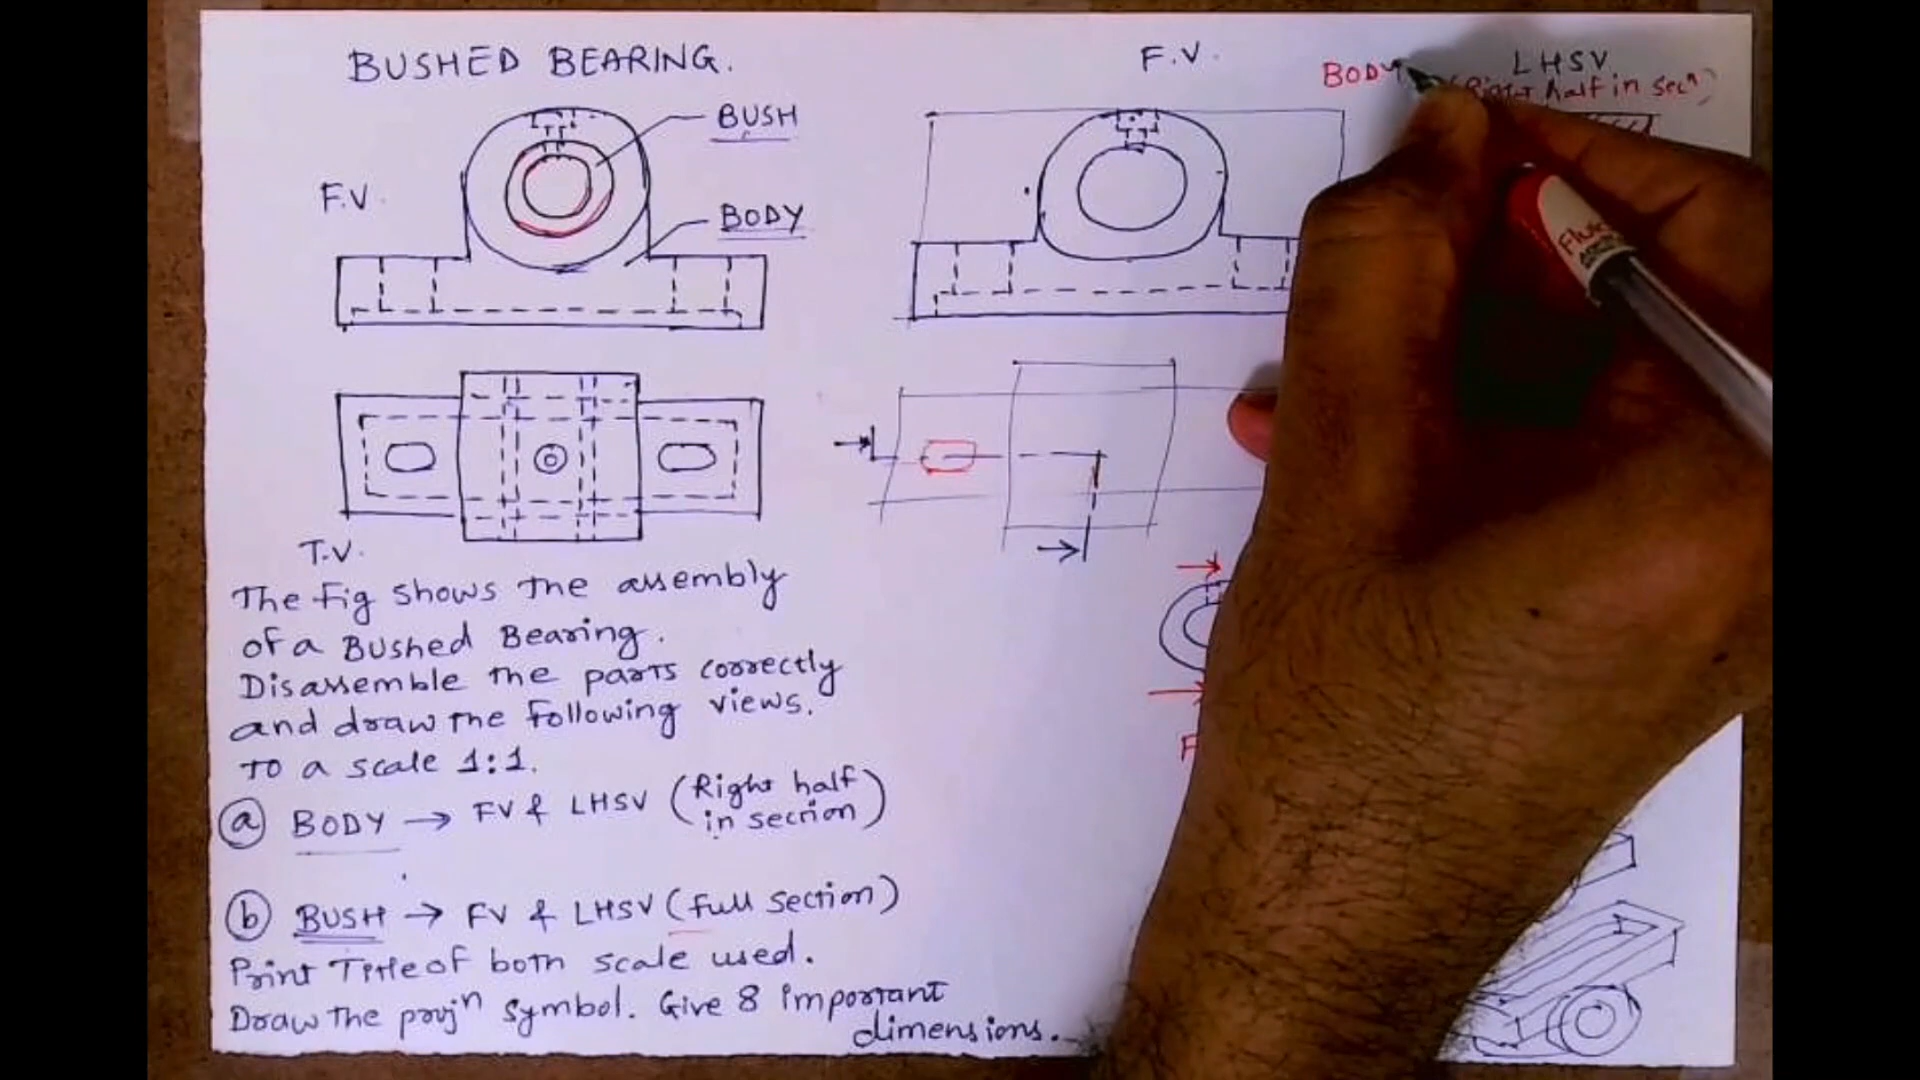 BUSHED BEARING.
BUSH
F.V.
BODY
T.V.
The Fig shows the assembly
of a Bushed Bearing.
Disassemble the parts correctly
and draw the following views.
To a scale 1:1.
(a) BODY → FV & LHSV (Right half
in section)
(b) BUSH → FV & LHSV (full section)
Print Title of both scale used.
Draw the projn symbol. Give 8 important
dimensions.
F.V.
BODY
LHSV
(Right half in secn)